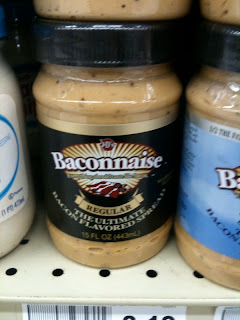 J&D's
Baconnaise
REGULAR
THE ULTIMATE
BACON FLAVORED SPREAD
15 FL OZ (443mL)